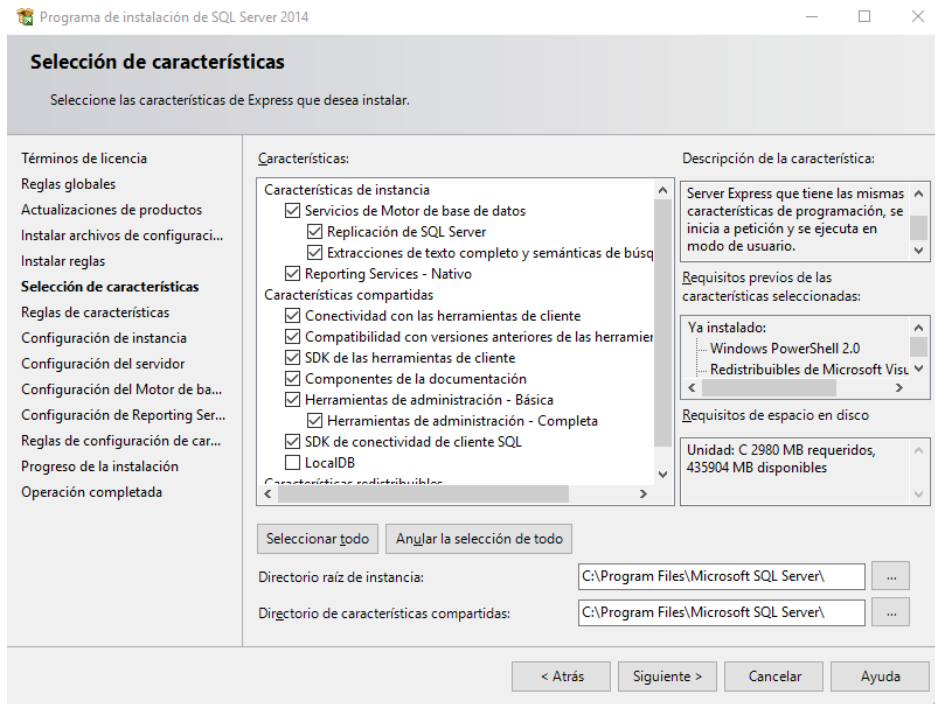 Programa de instalación de SQL Server 2014
Selección de características
Seleccione las características de Express que desea instalar.
Términos de licencia
Reglas globales
Actualizaciones de productos
Instalar archivos de configuraci...
Instalar reglas
Selección de características
Reglas de características
Configuración de instancia
Configuración del servidor
Configuración del Motor de ba...
Configuración de Reporting Ser...
Reglas de configuración de car...
Progreso de la instalación
Operación completada
Características:
Características de instancia
Servicios de Motor de base de datos
Replicación de SQL Server
Extracciones de texto completo y semánticas de búsq
Reporting Services - Nativo
Características compartidas
Conectividad con las herramientas de cliente
Compatibilidad con versiones anteriores de las herramier
SDK de las herramientas de cliente
Componentes de la documentación
Herramientas de administración - Básica
Herramientas de administración - Completa
SDK de conectividad de cliente SQL
LocalDB
Características redistribuibles
Descripción de la característica:
Server Express que tiene las mismas
características de programación, se
inicia a petición y se ejecuta en
modo de usuario.
Requisitos previos de las
características seleccionadas:
Ya instalado:
Windows PowerShell 2.0
Redistribuibles de Microsoft Visu
Requisitos de espacio en disco
Unidad: C 2980 MB requeridos,
435904 MB disponibles
Seleccionar todo
Anular la selección de todo
Directorio raíz de instancia:
C:\Program Files\Microsoft SQL Server\
...
Directorio de características compartidas:
C:\Program Files\Microsoft SQL Server\
...
< Atrás
Siguiente >
Cancelar
Ayuda